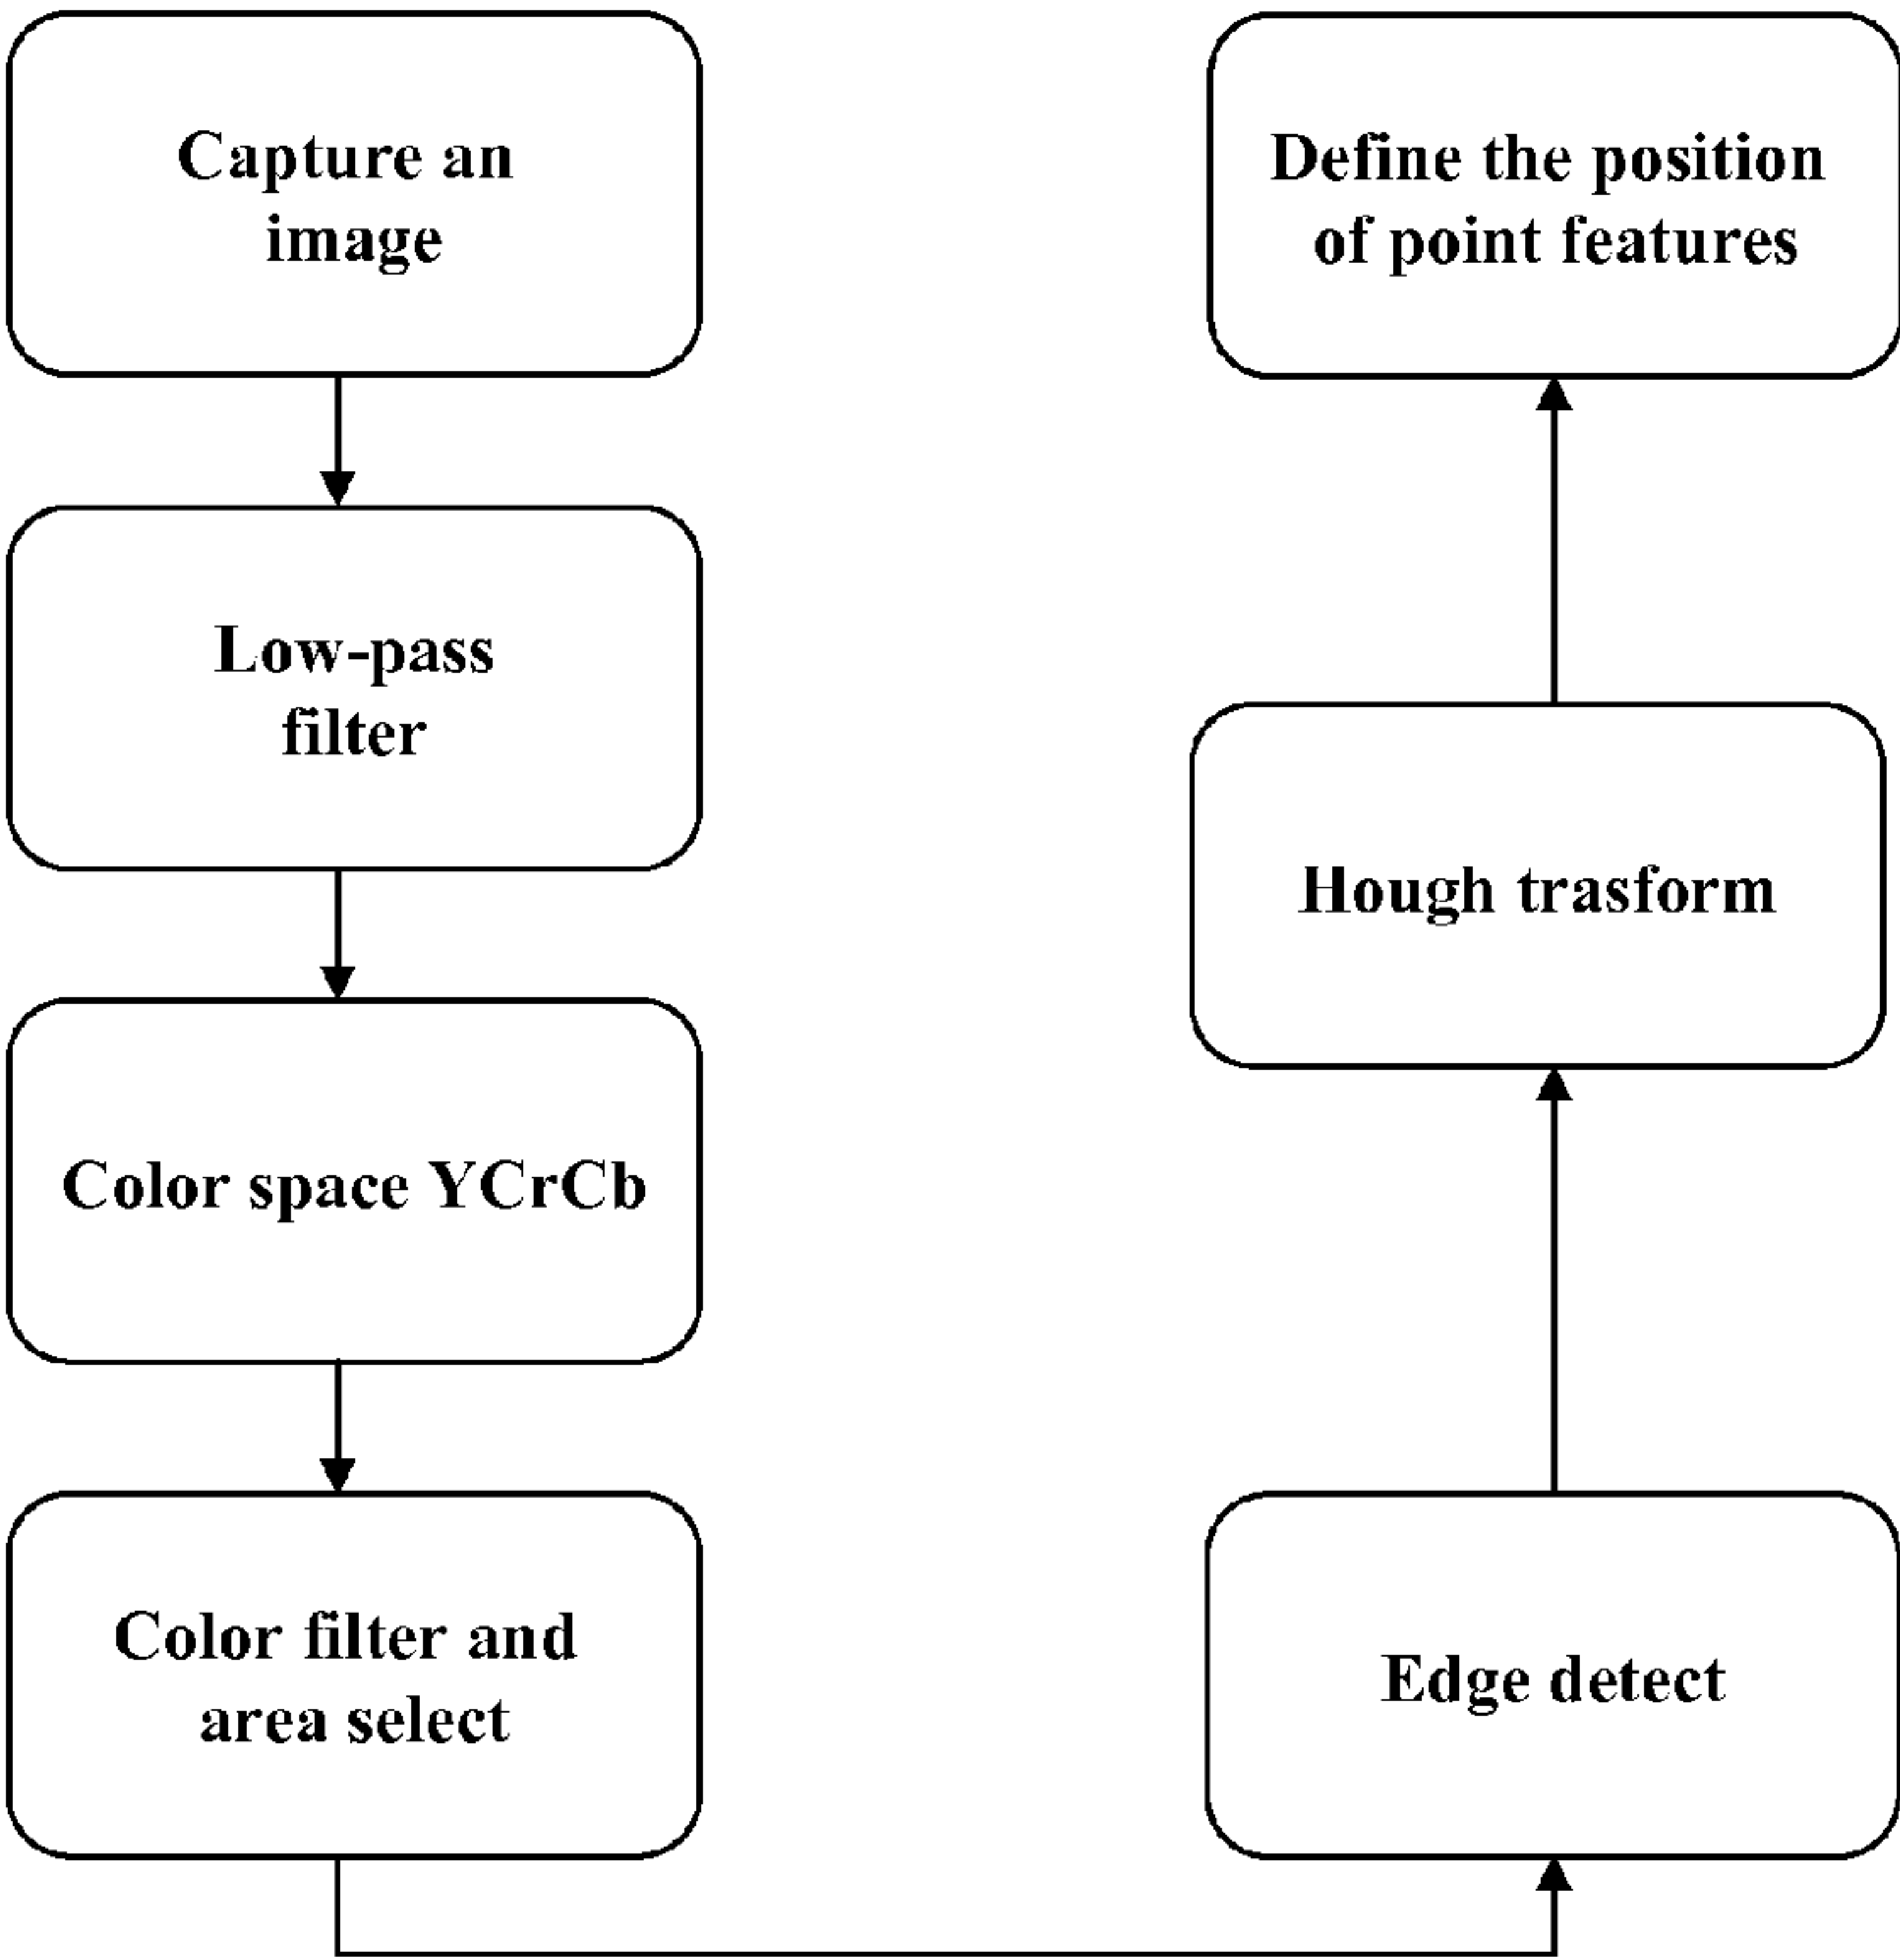 Capture an
image
Low-pass
filter
Color space YCrCb
Color filter and
area select
Edge detect
Hough trasform
Define the position
of point features